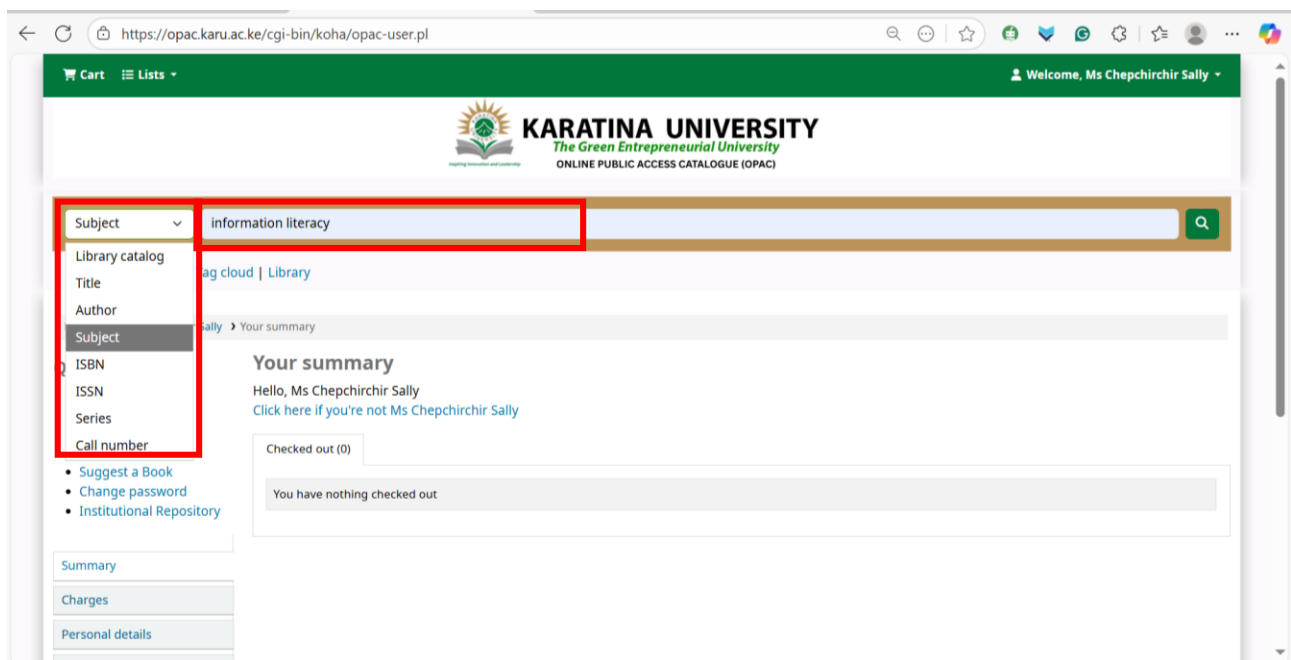 https://opac.karu.ac.ke/cgi-bin/koha/opac-user.pl
Cart Lists
Welcome, Ms Chepchirchir Sally
KARATINA UNIVERSITY
The Green Entrepreneurial University
ONLINE PUBLIC ACCESS CATALOGUE (OPAC)
Inspiring Innovation and Leadership
Subject
information literacy
Library catalog
Title
Author
Subject
ISBN
ISSN
Series
Call number
ag cloud | Library
Sally Your summary
Q
Your summary
Hello, Ms Chepchirchir Sally
Click here if you're not Ms Chepchirchir Sally
Checked out (0)
You have nothing checked out
• Suggest a Book
• Change password
• Institutional Repository
Summary
Charges
Personal details